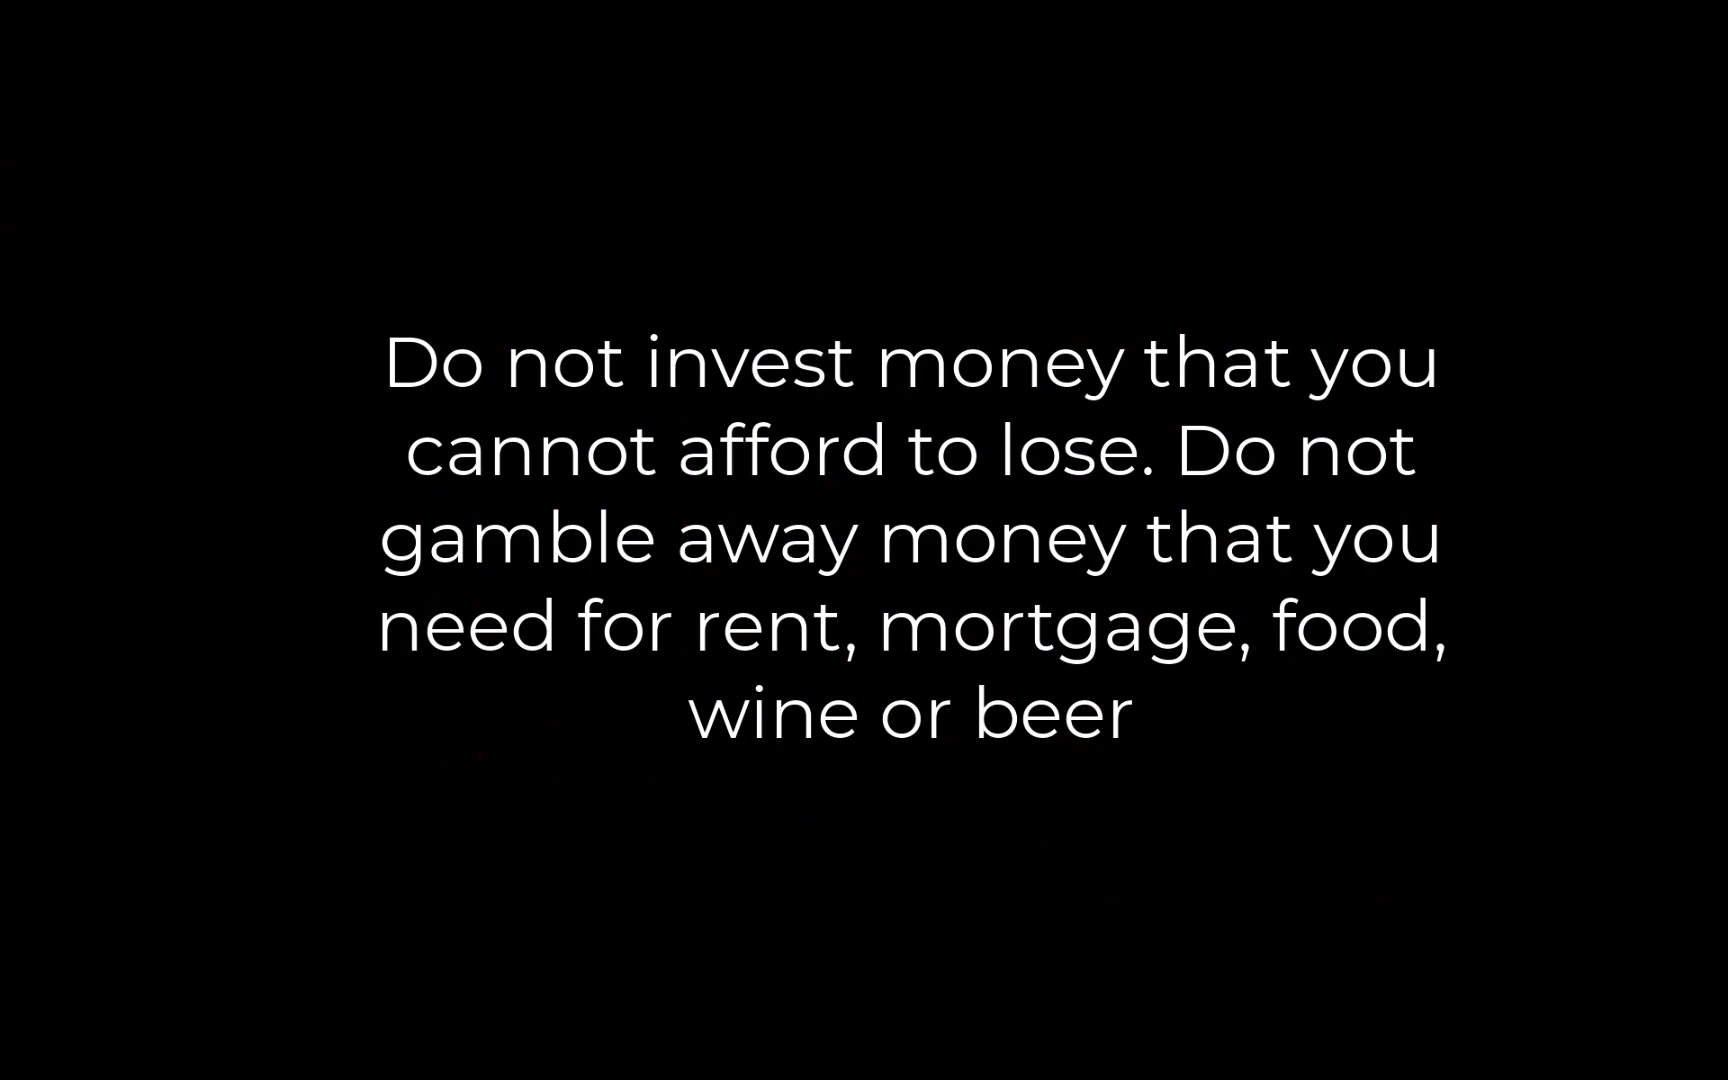 Do not invest money that you
cannot afford to lose. Do not
gamble away money that you
need for rent, mortgage, food,
wine or beer